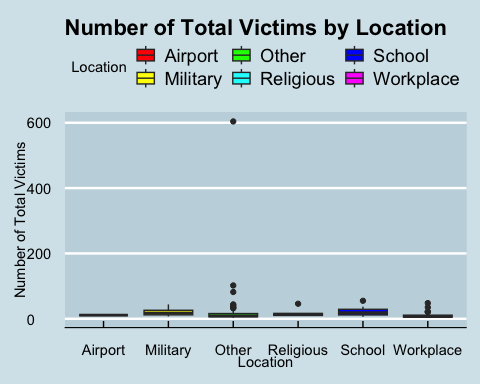 Number of Total Victims by Location
Location
Airport
Other
School
Military
Religious
Workplace
Number of Total Victims
600
400
200
0
Airport
Military
Other
Religious
School
Workplace
Location